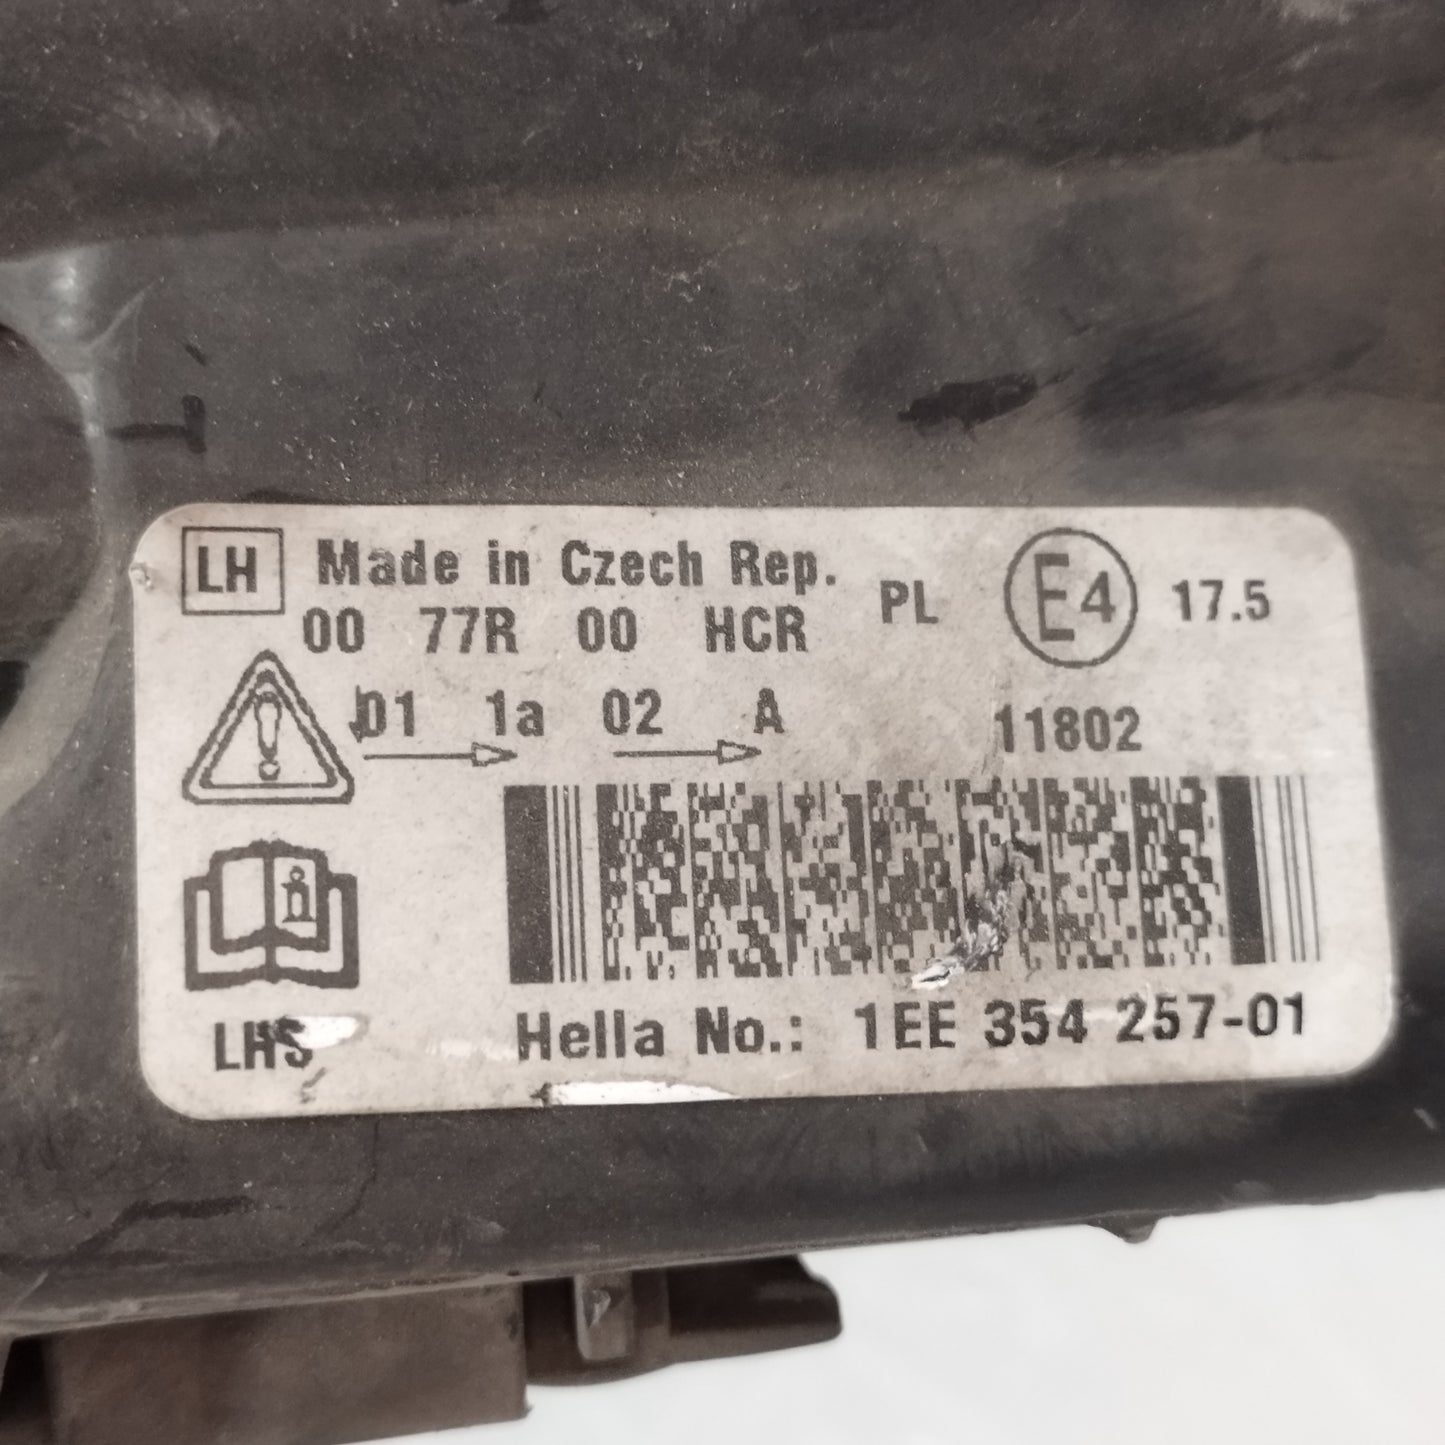 LH Made in Czech Rep. PL E4 17.5
00 77R 00 HCR
01 1a 02 A 11802
LHS Hella No.: 1EE 354 257-01